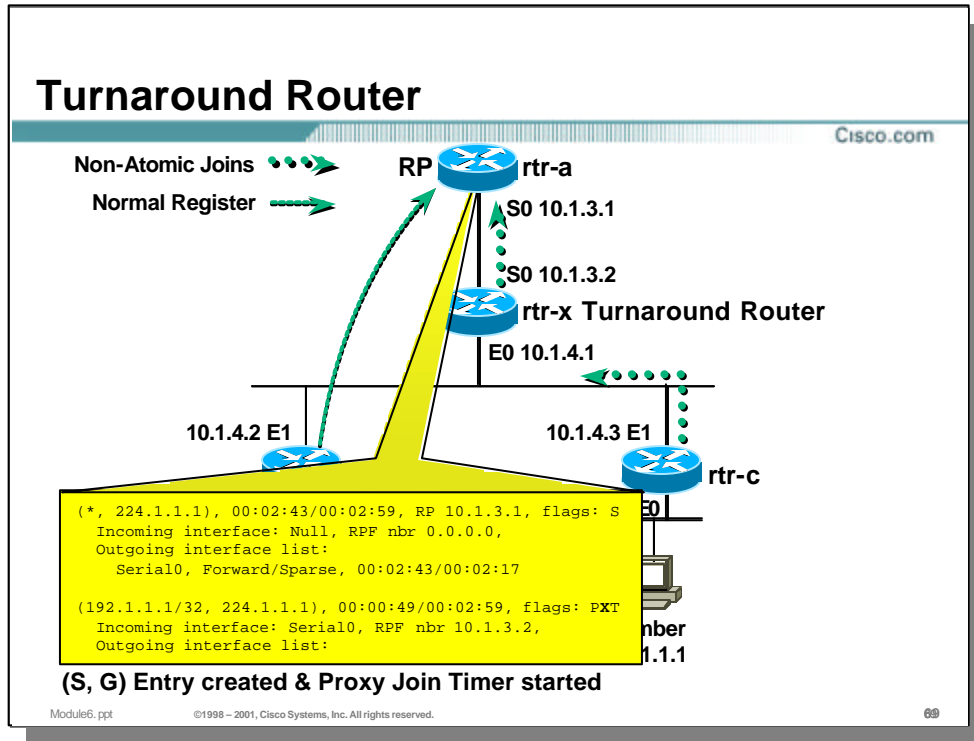 Turnaround Router
Cisco.com
Non-Atomic Joins
Normal Register
RP
rtr-a
S0 10.1.3.1
S0 10.1.3.2
rtr-x Turnaround Router
E0 10.1.4.1
10.1.4.2 E1
10.1.4.3 E1
rtr-c
E0
(*, 224.1.1.1), 00:02:43/00:02:59, RP 10.1.3.1, flags: S
Incoming interface: Null, RPF nbr 0.0.0.0,
Outgoing interface list:
Serial0, Forward/Sparse, 00:02:43/00:02:17
(192.1.1.1/32, 224.1.1.1), 00:00:49/00:02:59, flags: PXT
Incoming interface: Serial0, RPF nbr 10.1.3.2,
Outgoing interface list:
(S, G) Entry created & Proxy Join Timer started
Module6. ppt
©1998 – 2001, Cisco Systems, Inc. All rights reserved.